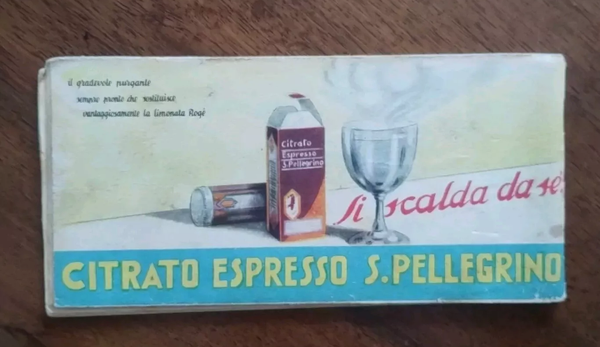 il gradevole purgante
sempre pronto che sostituisce
vantaggiosamente la limonata Rogé
Citrato
Espresso
S.Pellegrino
Si scalda da sé
CITRATO ESPRESSO S.PELLEGRINO